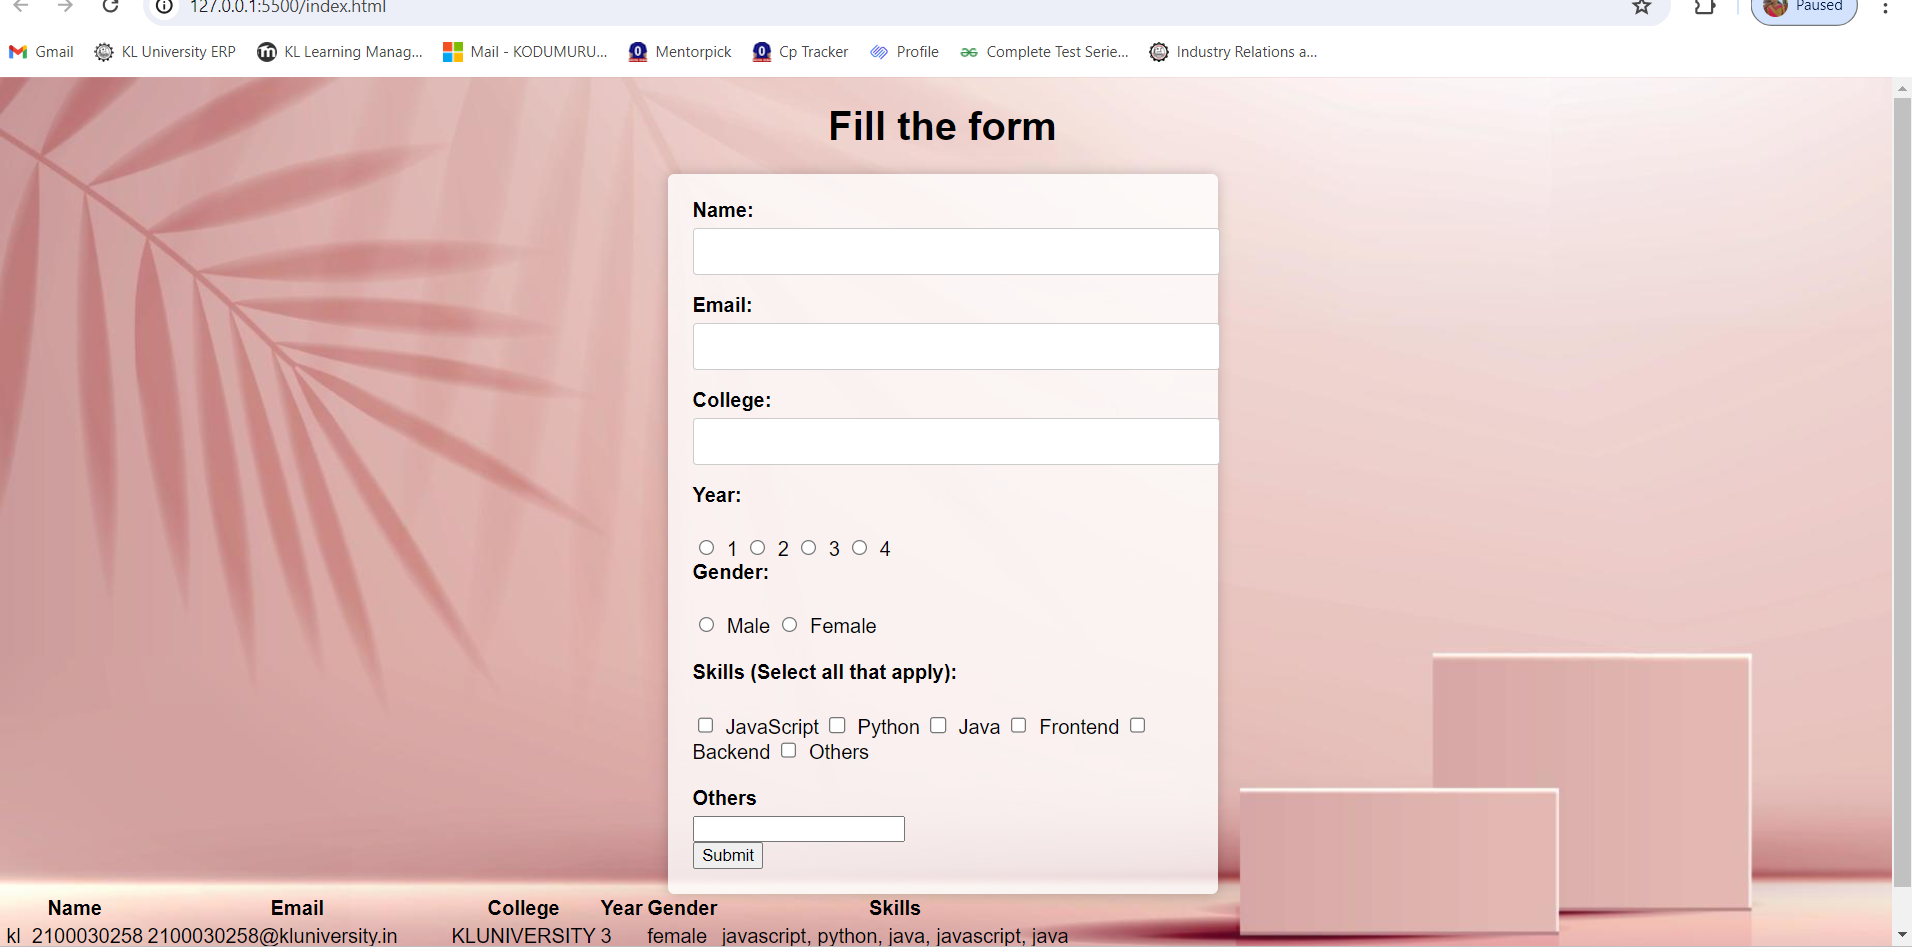 127.0.0.1:5500/index.html
Paused
Gmail KL University ERP KL Learning Manag... Mail - KODUMURU... Mentorpick Cp Tracker Profile Complete Test Serie... Industry Relations a...
Fill the form
Name:
Email:
College:
Year:
1 2 3 4
Gender:
Male Female
Skills (Select all that apply):
JavaScript Python Java Frontend
Backend Others
Others
Submit
Name Email College Year Gender Skills
kl 2100030258 2100030258@kluniversity.in KLUNIVERSITY 3 female javascript, python, java, javascript, java